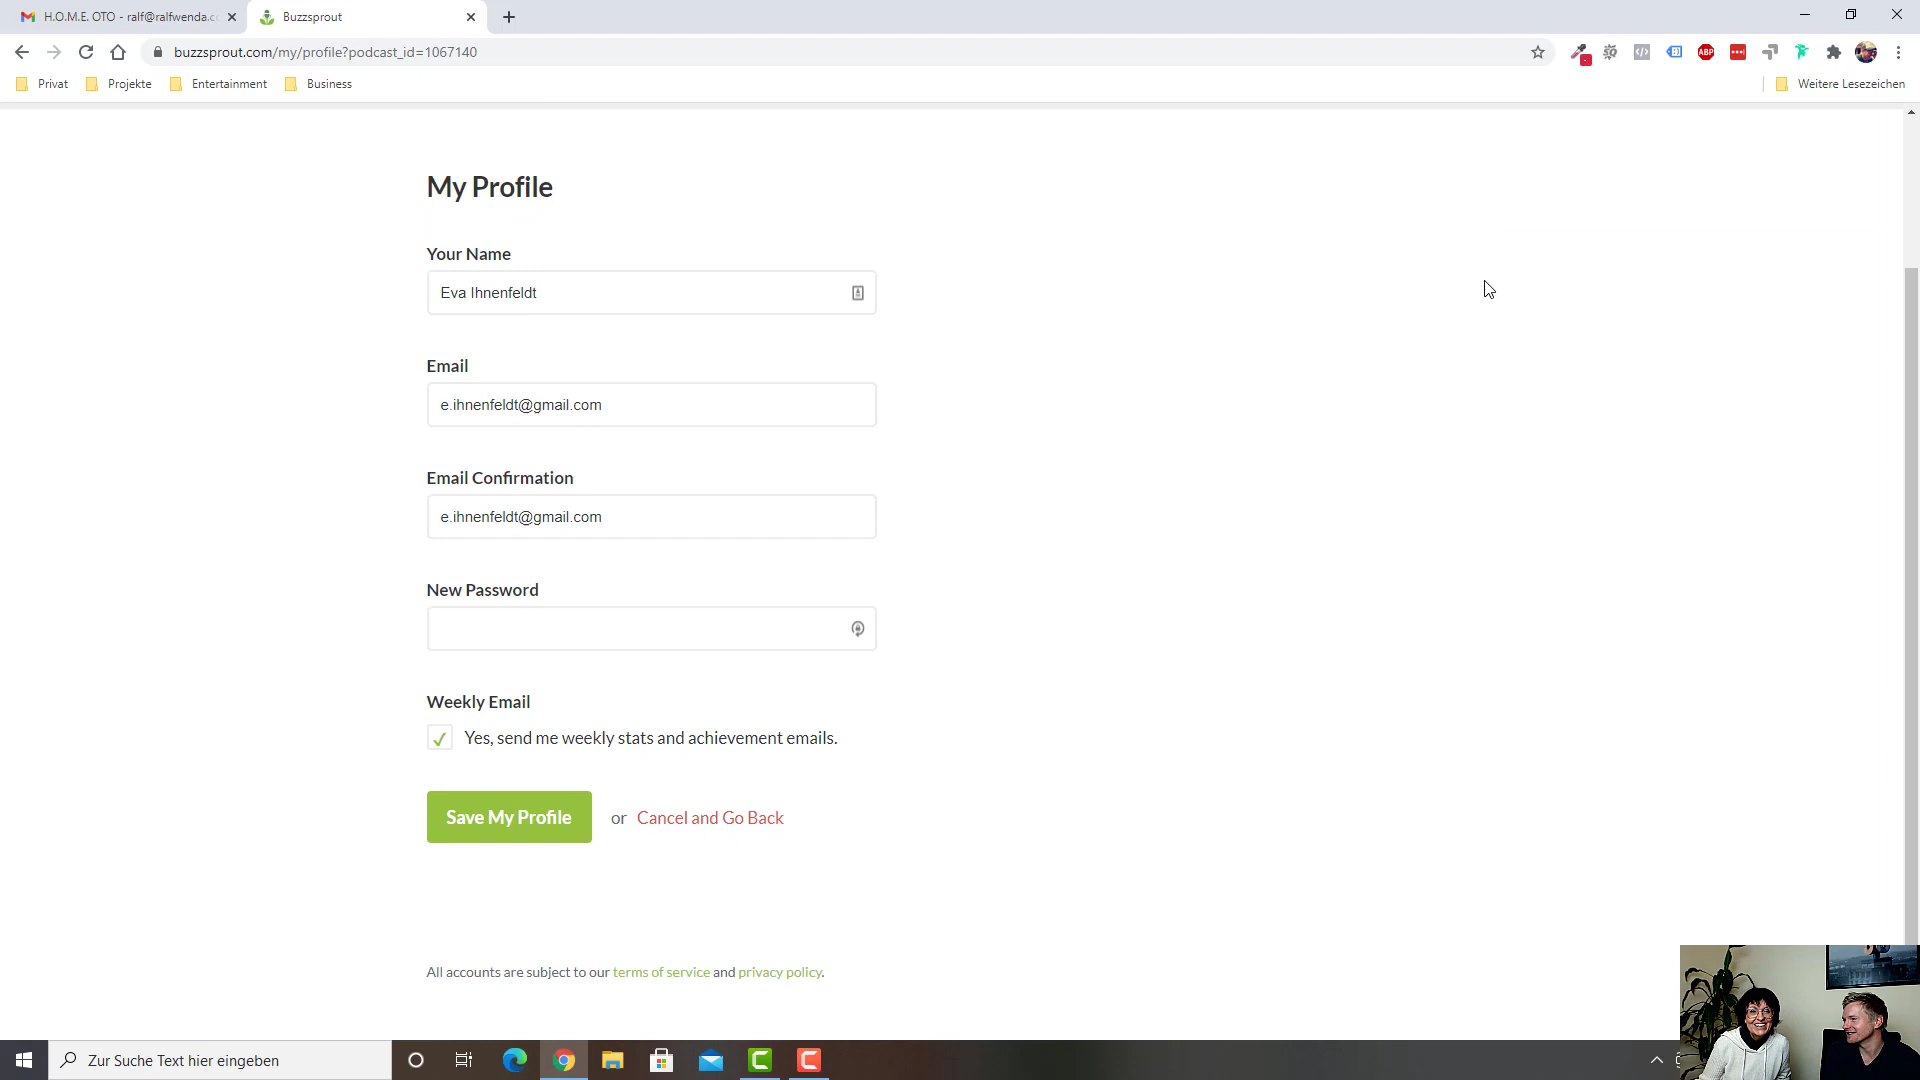 H.O.M.E. OTO - ralf@ralfwenda.c
Buzzsprout
buzzsprout.com/my/profile?podcast_id=1067140
ABP
Privat
Projekte
Entertainment
Business
Weitere Lesezeichen
My Profile
Your Name
Eva Ihnenfeldt
Email
e.ihnenfeldt@gmail.com
Email Confirmation
e.ihnenfeldt@gmail.com
New Password
Weekly Email
Yes, send me weekly stats and achievement emails.
Save My Profile or Cancel and Go Back
All accounts are subject to our terms of service and privacy policy.
Zur Suche Text hier eingeben